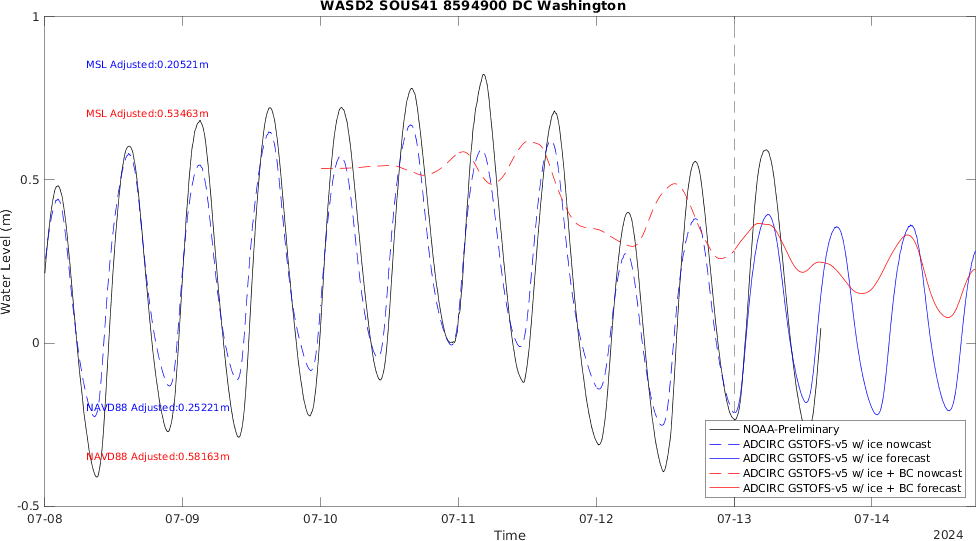 WASD2 SOUS41 8594900 DC Washington
1
MSL Adjusted:0.20521m
MSL Adjusted:0.53463m
0.5
Water Level (m)
0
NAVD88 Adjusted:0.25221m
NAVD88 Adjusted:0.58163m
-0.5
NOAA-Preliminary
ADCIRC GSTOFS-v5 w/ ice nowcast
ADCIRC GSTOFS-v5 w/ ice forecast
ADCIRC GSTOFS-v5 w/ ice + BC nowcast
ADCIRC GSTOFS-v5 w/ ice + BC forecast
07-08 07-09 07-10 07-11 07-12 07-13 07-14
Time
2024